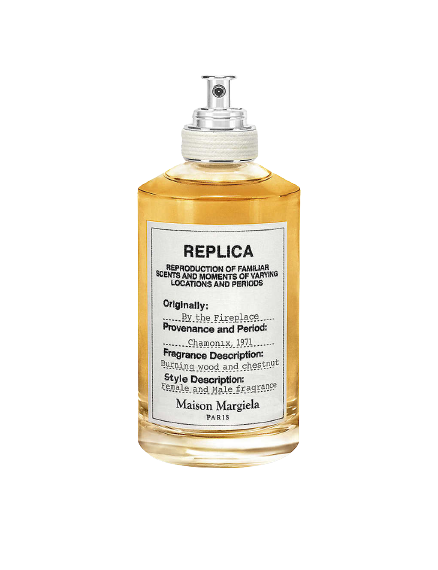 REPLICA
REPRODUCTION OF FAMILIAR
SCENTS AND MOMENTS OF VARYING
LOCATIONS AND PERIODS
Originally:
By the Fireplace
Provenance and Period:
Chamonix, 1971
Fragrance Description:
Burning wood and chestnut
Style Description:
Female and Male fragrance
Maison Margiela
PARIS